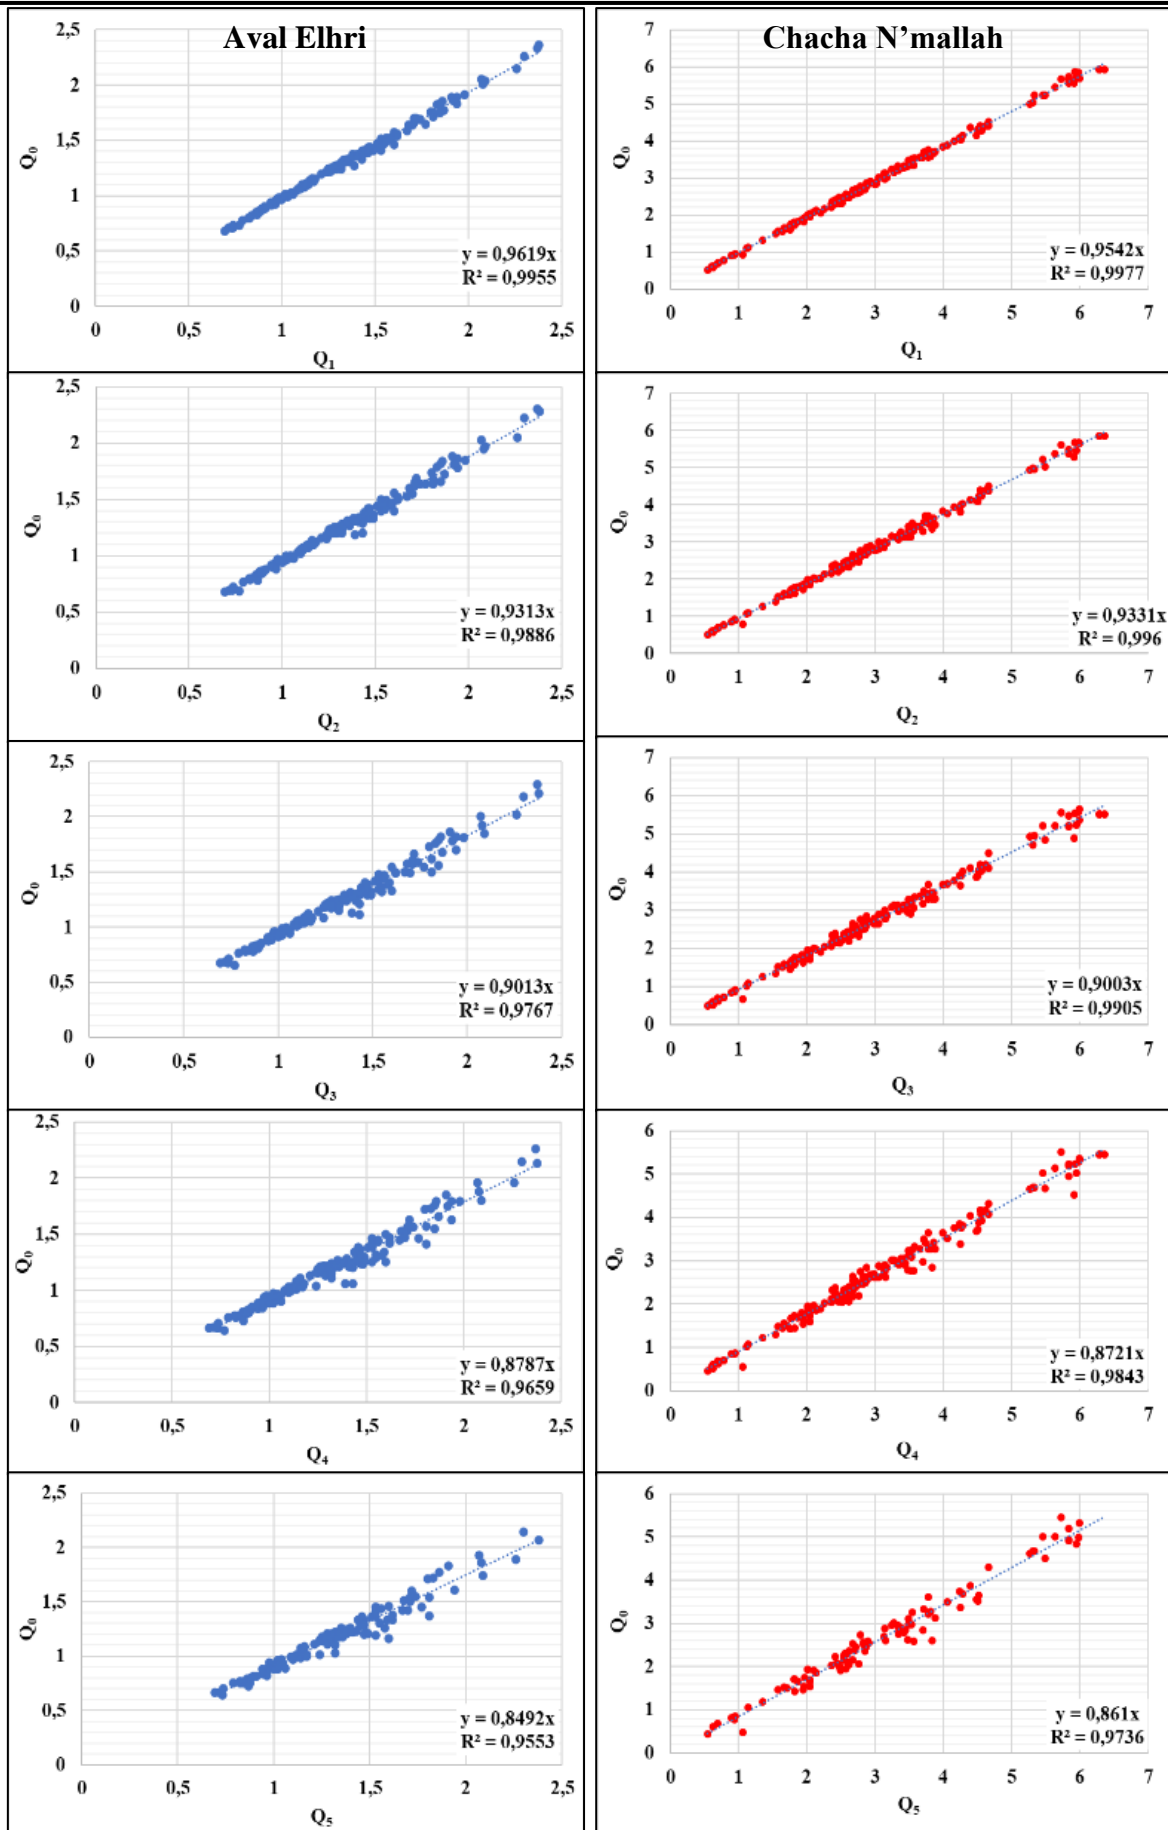 Aval Elhri
2,5
2
1,5
1
0,5
0
Q₀
y = 0,9619x
R² = 0,9955
0 0,5 1 1,5 2 2,5
Q₁
Chacha N’mallah
7
6
5
4
3
2
1
0
Q₀
y = 0,9542x
R² = 0,9977
0 1 2 3 4 5 6 7
Q₁
2,5
2
1,5
1
0,5
0
Q₀
y = 0,9313x
R² = 0,9886
0 0,5 1 1,5 2 2,5
Q₂
7
6
5
4
3
2
1
0
Q₀
y = 0,9331x
R² = 0,996
0 1 2 3 4 5 6 7
Q₂
2,5
2
1,5
1
0,5
0
Q₀
y = 0,9013x
R² = 0,9767
0 0,5 1 1,5 2 2,5
Q₃
7
6
5
4
3
2
1
0
Q₀
y = 0,9003x
R² = 0,9905
0 1 2 3 4 5 6 7
Q₃
2,5
2
1,5
1
0,5
0
Q₀
y = 0,8787x
R² = 0,9659
0 0,5 1 1,5 2 2,5
Q₄
6
5
4
3
2
1
0
Q₀
y = 0,8721x
R² = 0,9843
0 1 2 3 4 5 6 7
Q₄
2,5
2
1,5
1
0,5
0
Q₀
y = 0,8492x
R² = 0,9553
0 0,5 1 1,5 2 2,5
Q₅
6
5
4
3
2
1
0
Q₀
y = 0,861x
R² = 0,9736
0 1 2 3 4 5 6 7
Q₅